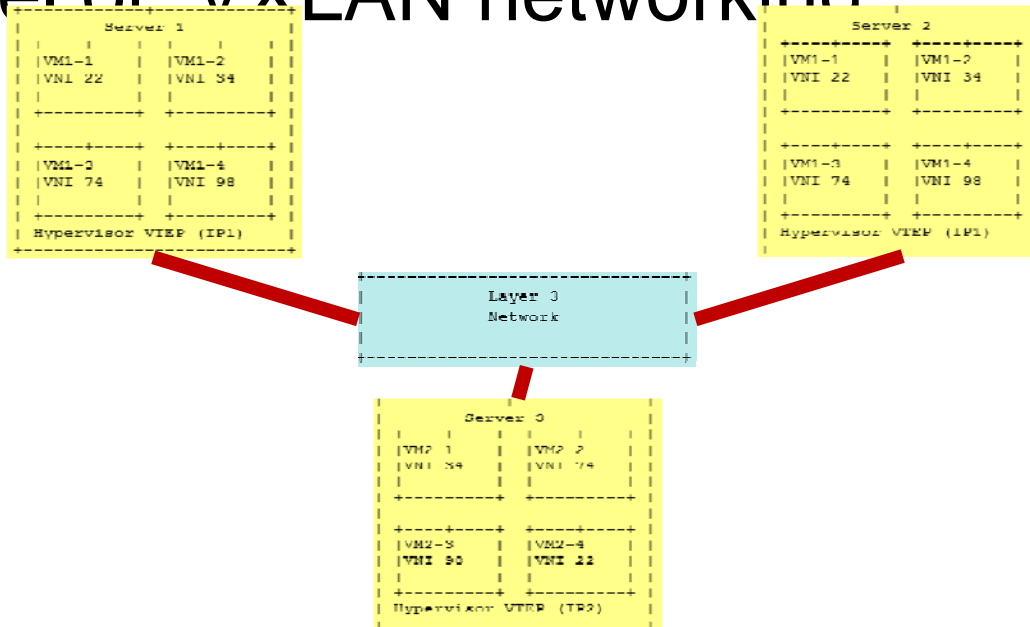 VXLAN networking
Server 1
VM1-1 VM1-2
VNI 22 VNI 34
VM1-3 VM1-4
VNI 74 VNI 98
Hypervisor VTEP (IP1)
Server 2
VM1-1 VM1-2
VNI 22 VNI 34
VM1-3 VM1-4
VNI 74 VNI 98
Hypervisor VTEP (IP1)
Layer 3
Network
Server 3
VM2-1 VM2-2
VNI 34 VNI 74
VM2-3 VM2-4
VNI 98 VNI 22
Hypervisor VTEP (IP2)